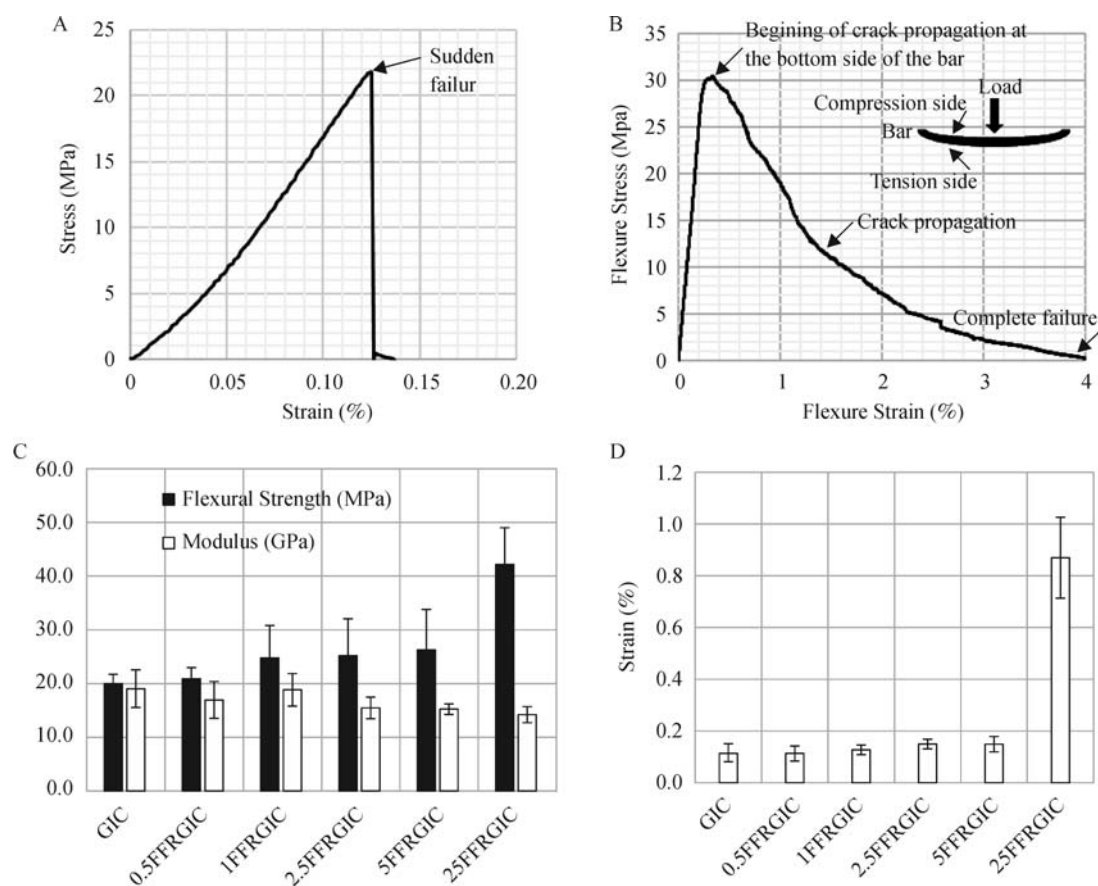 A
25
20
15
10
5
0
Stress (MPa)
Sudden
failur
0
0.05
0.10
0.15
0.20
Strain (%)
B
35
30
25
20
15
10
5
0
Flexure Stress (Mpa)
Begining of crack propagation at
the bottom side of the bar
Load
Compression side
Bar
Tension side
Crack propagation
Complete failure
0
1
2
3
4
Flexure Strain (%)
C
60.0
50.0
40.0
30.0
20.0
10.0
0.0
Flexural Strength (MPa)
Modulus (GPa)
GIC
0.5FFRGIC
1FFRGIC
2.5FFRGIC
5FFRGIC
25FFRGIC
D
1.2
1.0
0.8
0.6
0.4
0.2
0.0
Strain (%)
GIC
0.5FFRGIC
1FFRGIC
2.5FFRGIC
5FFRGIC
25FFRGIC